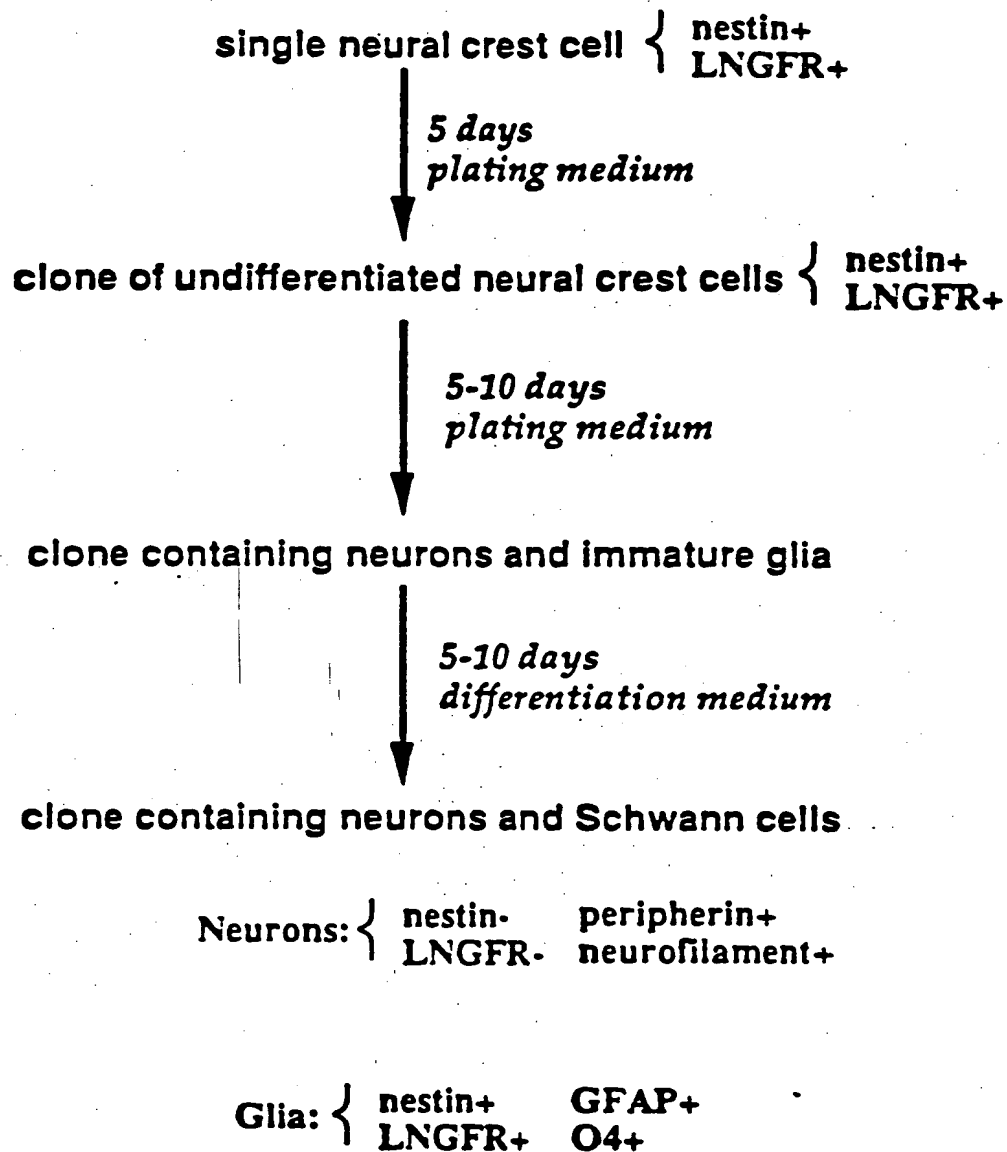 single neural crest cell { nestin+
LNGFR+
5 days
plating medium
clone of undifferentiated neural crest cells { nestin+
LNGFR+
5-10 days
plating medium
clone containing neurons and immature glia
5-10 days
differentiation medium
clone containing neurons and Schwann cells
Neurons: { nestin- peripherin+
LNGFR- neurofilament+
Glia: { nestin+ GFAP+
LNGFR+ O4+